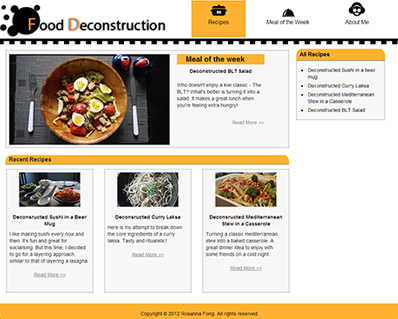 Food Deconstruction
Recipes
Meal of the Week
About Me
Meal of the week
Deconstructed BLT Salad
Who doesn't enjoy a kiwi classic - The
BLT? What's better is turning it into a
salad. It makes a great lunch when
you're feeling extra hungry!
Read More >>
All Recipes
Deconstructed Sushi in a beer
mug
Deconstructed Curry Laksa
Deconstructed Mediterranean
Stew in a Casserole
Deconstructed BLT Salad
Recent Recipes
Deconstructed Sushi in a Beer
Mug
I like making sushi every now and
then. It's fun and great for
socialising. But this time, I decided
to go for a layering approach,
similar to that of layering a lasagna.
Read More >>
Deconstructed Curry Laksa
Here is my attempt to break down
the core ingredients of a curry
laksa. Tasty and ritualistic!
Read More >>
Deconstructed Mediterranean
Stew in a Casserole
Turning a classic mediterranean
stew into a baked casserole. A
great dinner idea to enjoy with
some friends on a cold night.
Read More >>
Copyright © 2012 Roxanna Fong. All rights reserved.